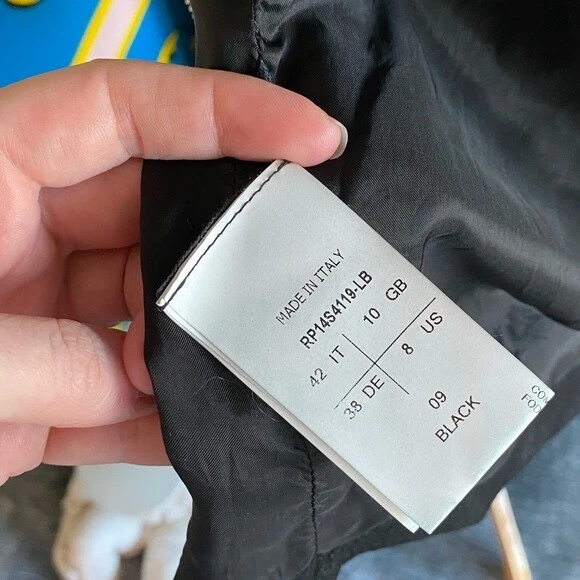 MADE IN ITALY
RP14S4119-LB
42 IT 10 GB
38 DE 8 US
09
BLACK